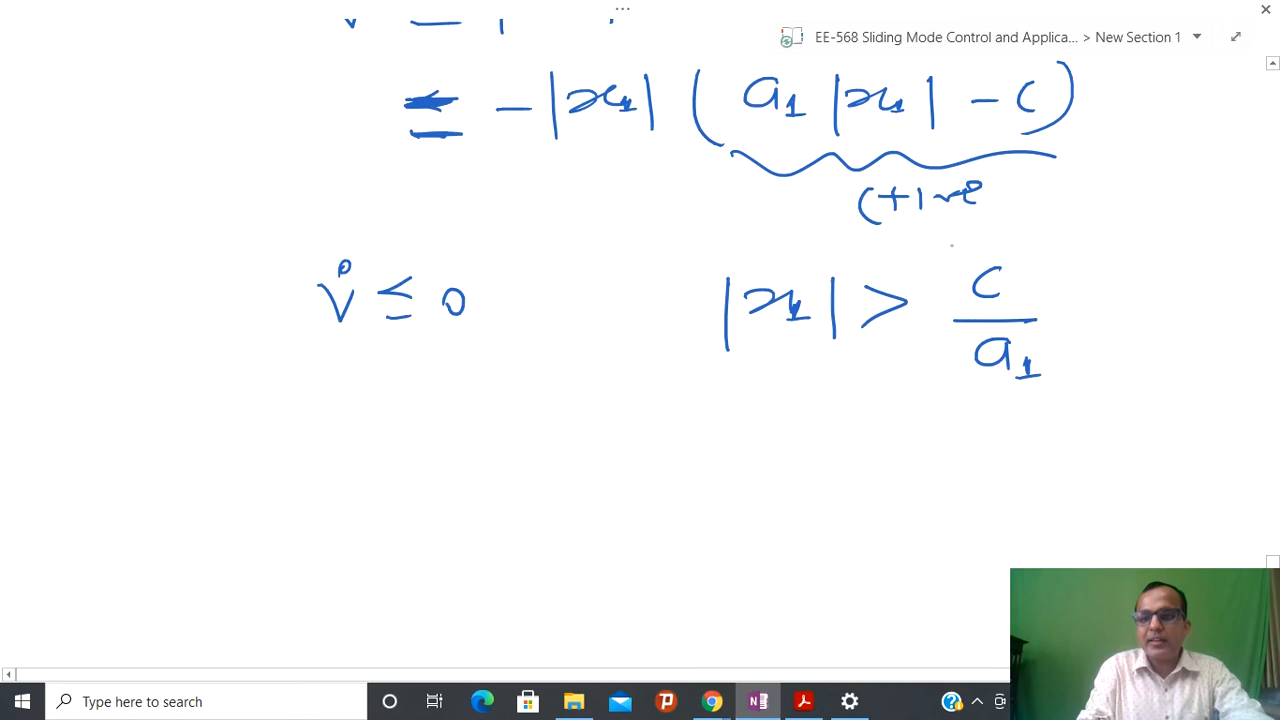 EE-568 Sliding Mode Control and Applica... > New Section 1
= - |x₁| ( a₁ |x₁| - c )
(+)ive
V̇ ≤ 0
|x₁| > c / a₁
Type here to search